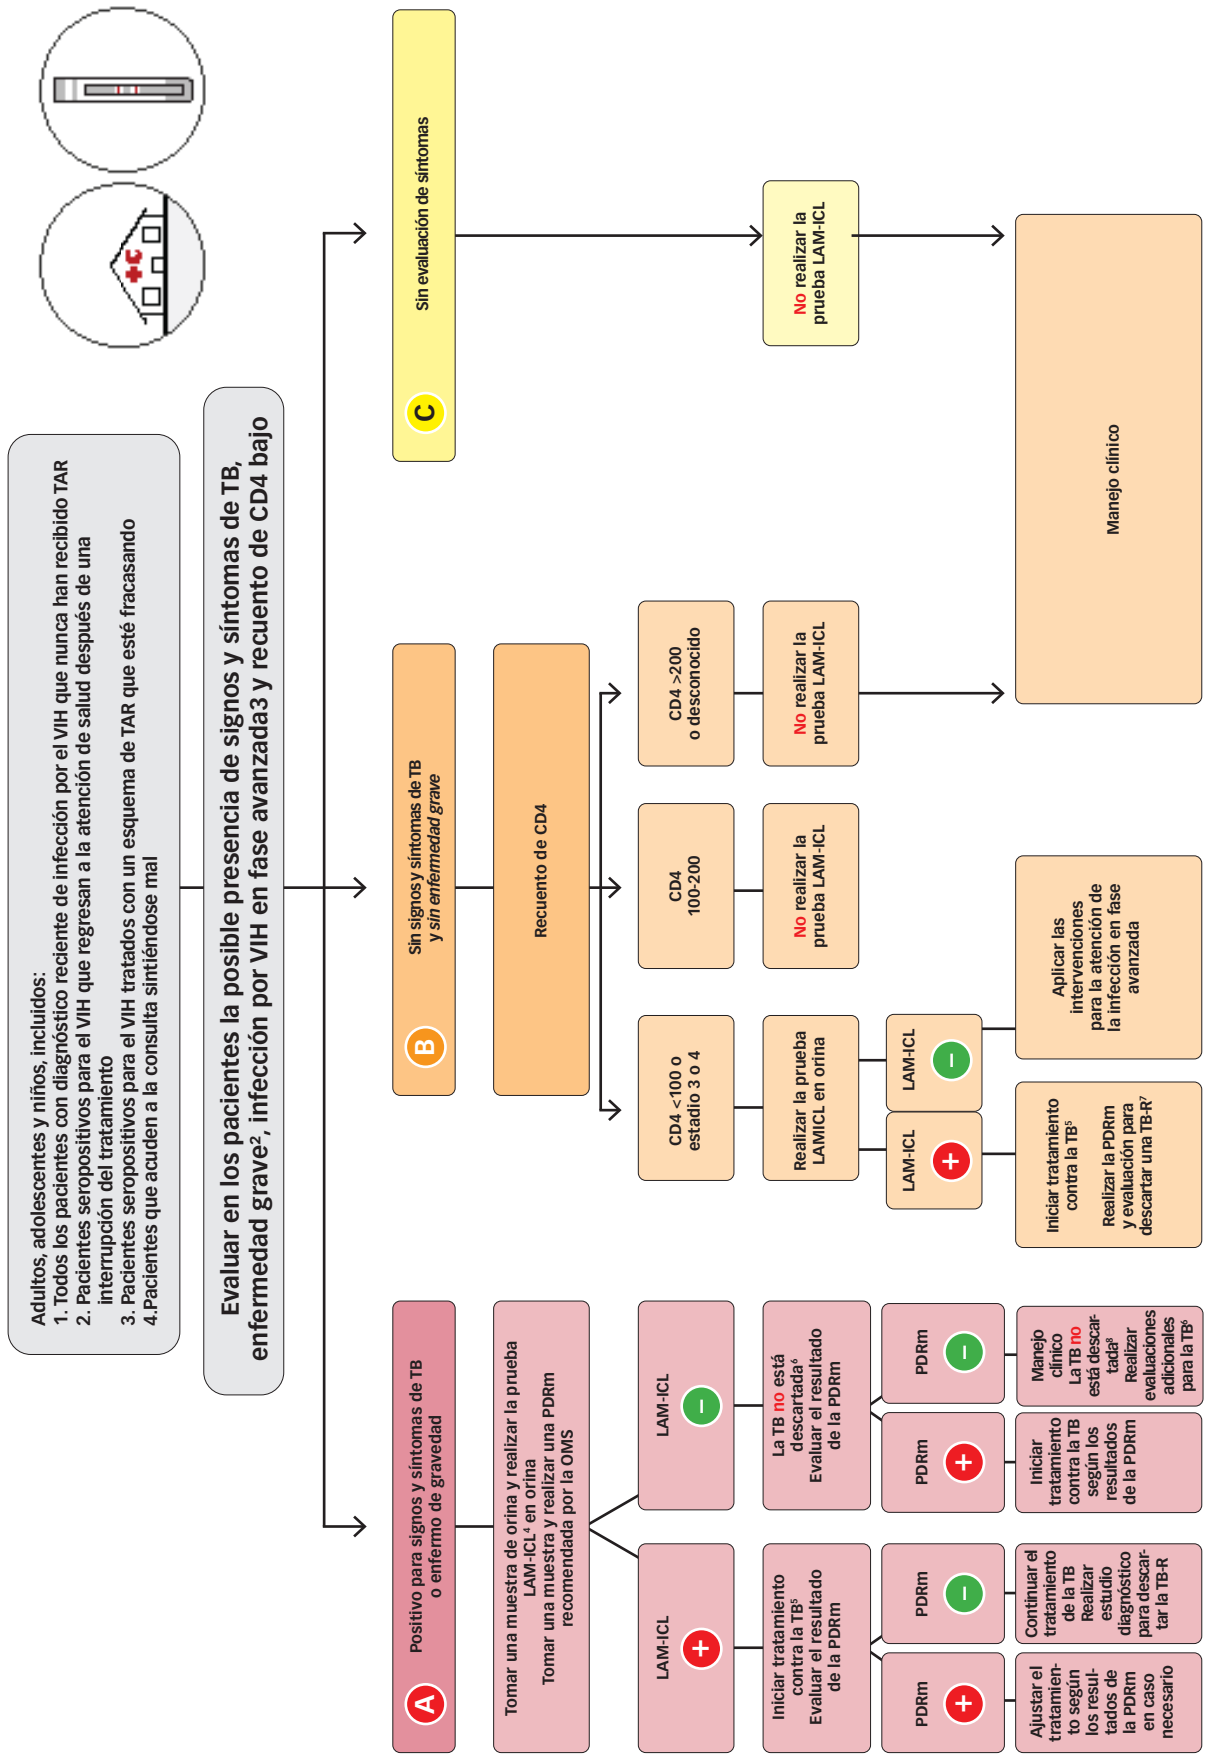 Adultos, adolescentes y niños, incluidos:
1. Todos los pacientes con diagnóstico reciente de infección por el VIH que nunca han recibido TAR
2. Pacientes seropositivos para el VIH que regresan a la atención de salud después de una
interrupción del tratamiento
3. Pacientes seropositivos para el VIH tratados con un esquema de TAR que esté fracasando
4.Pacientes que acuden a la consulta sintiéndose mal
Evaluar en los pacientes la posible presencia de signos y síntomas de TB,
enfermedad grave², infección por VIH en fase avanzada3 y recuento de CD4 bajo
A
Positivo para signos y síntomas de TB
o enfermo de gravedad
Tomar una muestra de orina y realizar la prueba
LAM-ICL⁴ en orina
Tomar una muestra y realizar una PDRm
recomendada por la OMS
LAM-ICL
+
Iniciar tratamiento
contra la TB⁵
Evaluar el resultado
de la PDRm
PDRm
+
Ajustar el
tratamien-
to según
los resul-
tados de
la PDRm
en caso
necesario
PDRm
–
Continuar el
tratamiento
de la TB
Realizar
estudio
diagnóstico
para descar-
tar la TB-R
LAM-ICL
–
La TB no está
descartada⁶
Evaluar el resultado
de la PDRm
PDRm
+
Iniciar
tratamiento
contra la TB
según los
resultados
de la PDRm
PDRm
–
Manejo
clínico
La TB no
está descar-
tada⁸
Realizar
evaluaciones
adicionales
para la TB⁶
B
Sin signos y síntomas de TB
y sin enfermedad grave
Recuento de CD4
CD4 <100 o
estadio 3 o 4
Realizar la prueba
LAMICL en orina
LAM-ICL
+
Iniciar tratamiento
contra la TB⁵
Realizar la PDRm
y evaluación para
descartar una TB-R⁷
LAM-ICL
–
Aplicar las
intervenciones
para la atención de
la infección en fase
avanzada
CD4
100-200
No realizar la
prueba LAM-ICL
CD4 >200
o desconocido
No realizar la
prueba LAM-ICL
C
Sin evaluación de síntomas
No realizar la
prueba LAM-ICL
Manejo clínico